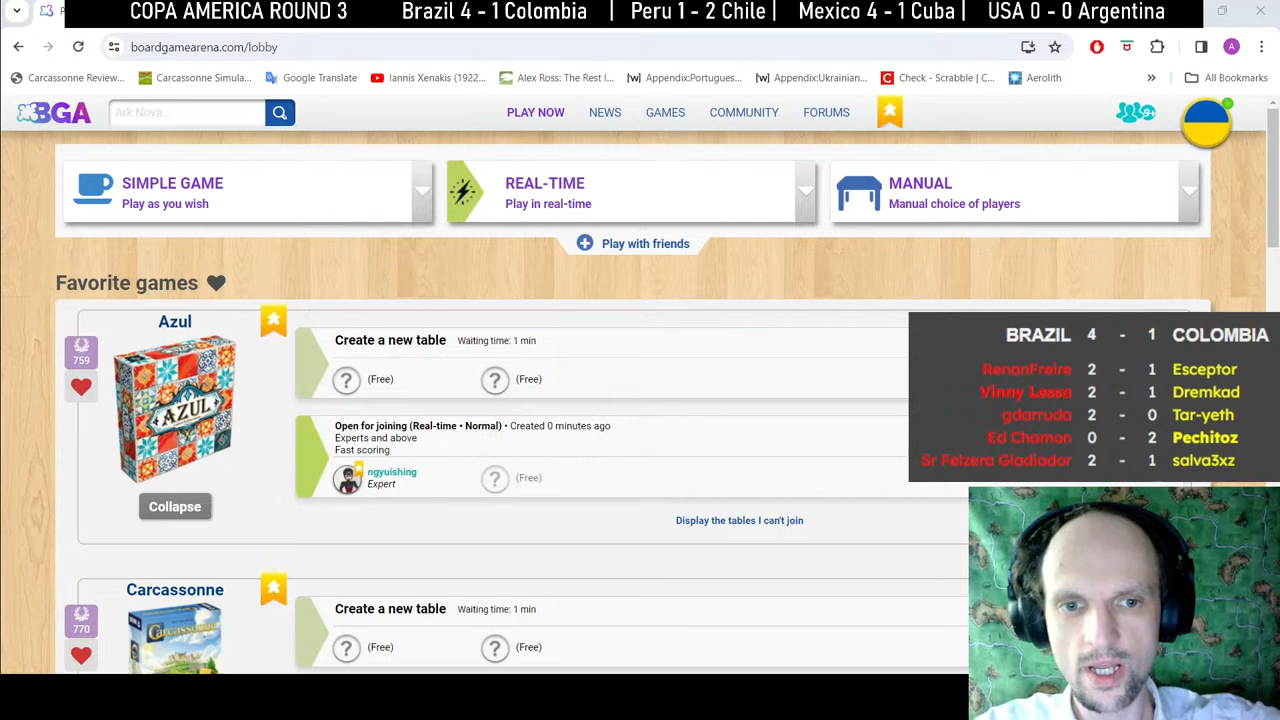 COPA AMERICA ROUND 3 Brazil 4 - 1 Colombia | Peru 1 - 2 Chile | Mexico 4 - 1 Cuba | USA 0 - 0 Argentina
boardgamearena.com/lobby
A
Carcassonne Review... Carcassonne Simula... Google Translate Iannis Xenakis (1922... Alex Ross: The Rest I... [w] Appendix:Portugues... [w] Appendix:Ukrainian... Check - Scrabble | C... Aerolith » All Bookmarks
BGA Ark Nova... PLAY NOW NEWS GAMES COMMUNITY FORUMS 9+
SIMPLE GAME
Play as you wish
REAL-TIME
Play in real-time
MANUAL
Manual choice of players
Play with friends
Favorite games
Azul
759
AZUL
Collapse
Create a new table Waiting time: 1 min
? (Free) ? (Free)
Open for joining (Real-time • Normal) • Created 0 minutes ago
Experts and above
Fast scoring
ngyuishing
Expert
? (Free)
Display the tables I can't join
BRAZIL 4 - 1 COLOMBIA
RenanFreire 2 - 1 Esceptor
Vinny Lessa 2 - 1 Dremkad
gdarruda 2 - 0 Tar-yeth
Ed Chamon 0 - 2 Pechitoz
Sr Felzera Gladiador 2 - 1 salva3xz
Carcassonne
770
Carcassonne
Create a new table Waiting time: 1 min
? (Free) ? (Free)